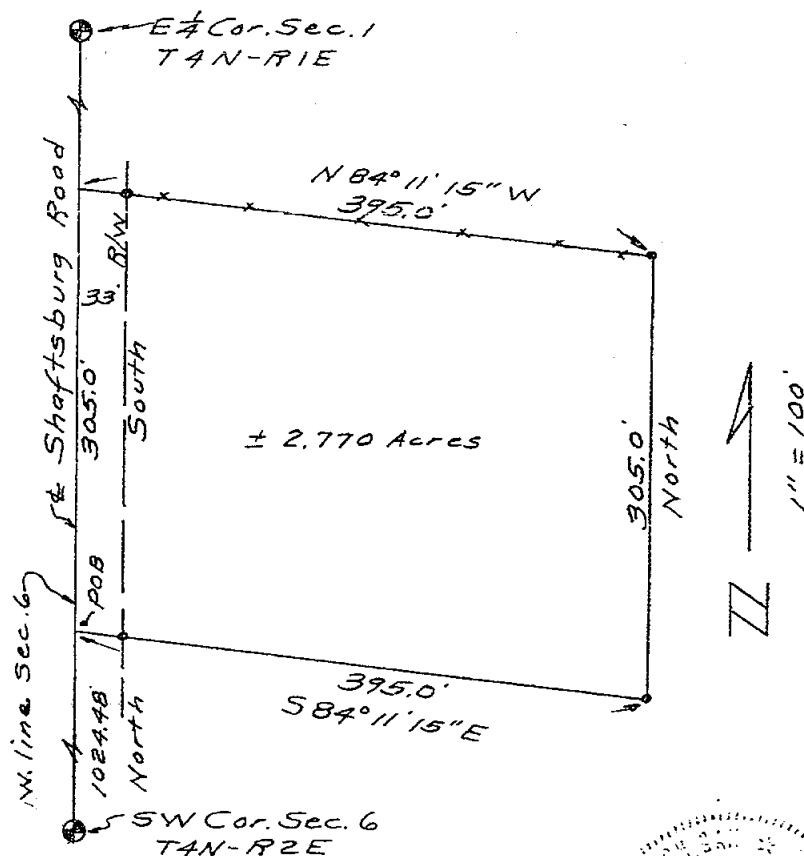 E 1/4 Cor. Sec. 1
T4N-R1E
N 84° 11' 15" W
395.0'
℄ Shaftsburg Road
33' R/W
305.0'
South
± 2.770 Acres
305.0'
North
1" = 100'
N
W. line Sec. 6
POB
1024.48'
North
395.0'
S 84° 11' 15" E
SW Cor. Sec. 6
T4N-R2E